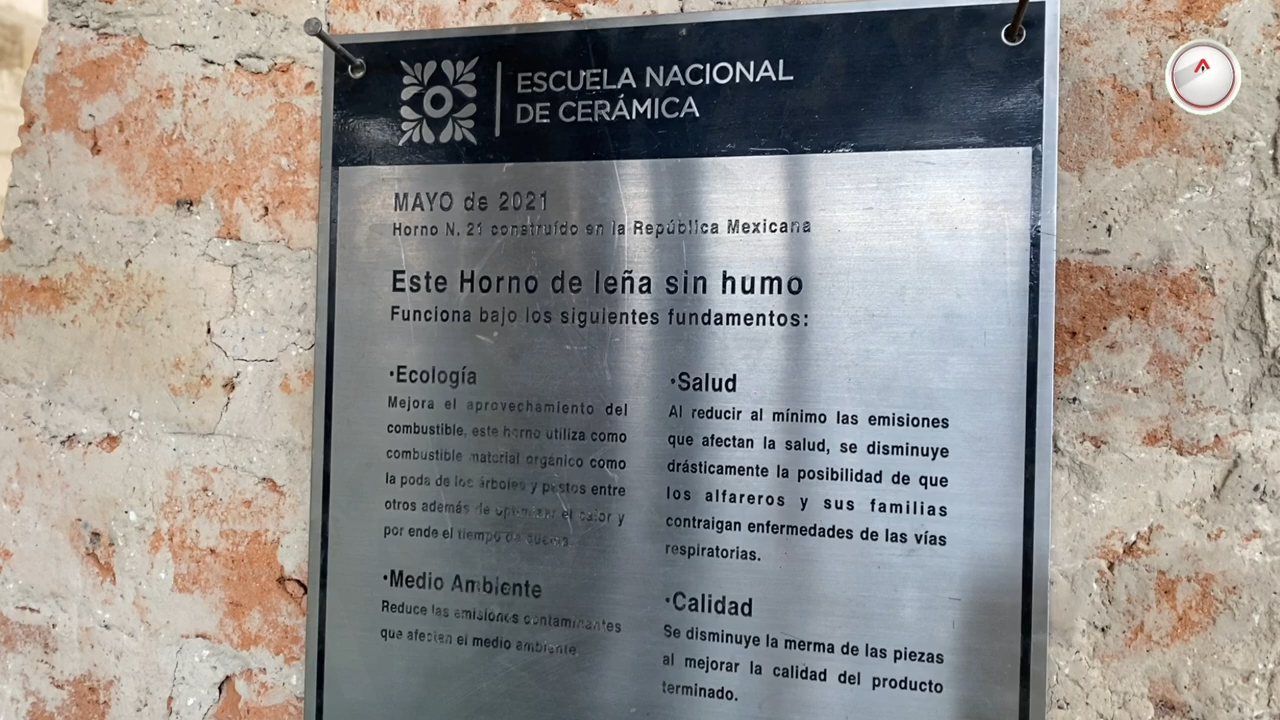 ESCUELA NACIONAL
DE CERÁMICA
MAYO de 2021
Horno N. 21 construído en la República Mexicana
Este Horno de leña sin humo
Funciona bajo los siguientes fundamentos:
·Ecología
Mejora el aprovechamiento del
combustible, este horno utiliza como
combustible material orgánico como
la poda de los árboles y pastos entre
otros además de optimizar el calor y
por ende el tiempo de quema.
·Medio Ambiente
Reduce las emisiones contaminantes
que afecten el medio ambiente
·Salud
Al reducir al mínimo las emisiones
que afectan la salud, se disminuye
drásticamente la posibilidad de que
los alfareros y sus familias
contraigan enfermedades de las vías
respiratorias.
·Calidad
Se disminuye la merma de las piezas
al mejorar la calidad del producto
terminado.